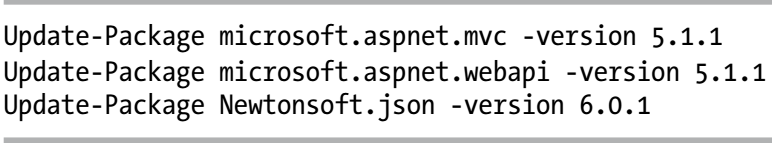 Update-Package microsoft.aspnet.mvc -version 5.1.1
Update-Package microsoft.aspnet.webapi -version 5.1.1
Update-Package Newtonsoft.json -version 6.0.1